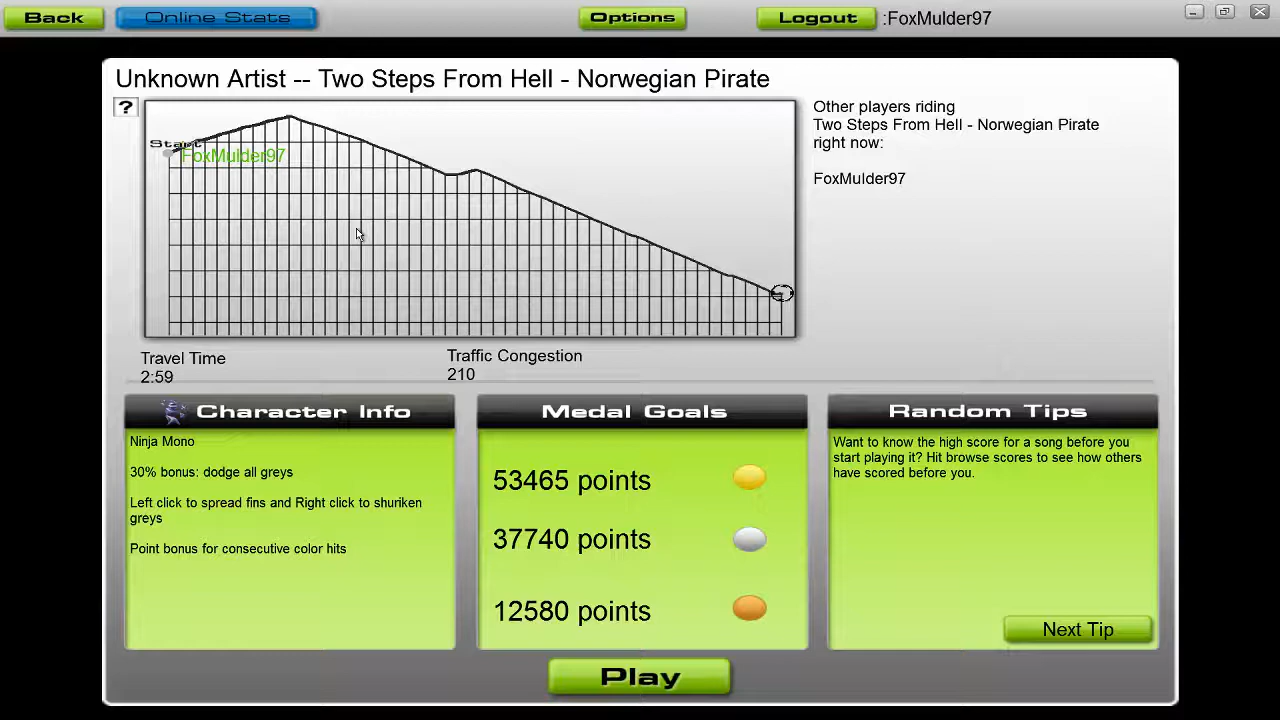 Back
Online Stats
Options
Logout
:FoxMulder97
Unknown Artist -- Two Steps From Hell - Norwegian Pirate
?
Start
FoxMulder97
Other players riding
Two Steps From Hell - Norwegian Pirate
right now:
FoxMulder97
Travel Time
2:59
Traffic Congestion
210
Character Info
Ninja Mono
30% bonus: dodge all greys
Left click to spread fins and Right click to shuriken
greys
Point bonus for consecutive color hits
Medal Goals
53465 points
37740 points
12580 points
Random Tips
Want to know the high score for a song before you
start playing it? Hit browse scores to see how others
have scored before you.
Next Tip
Play